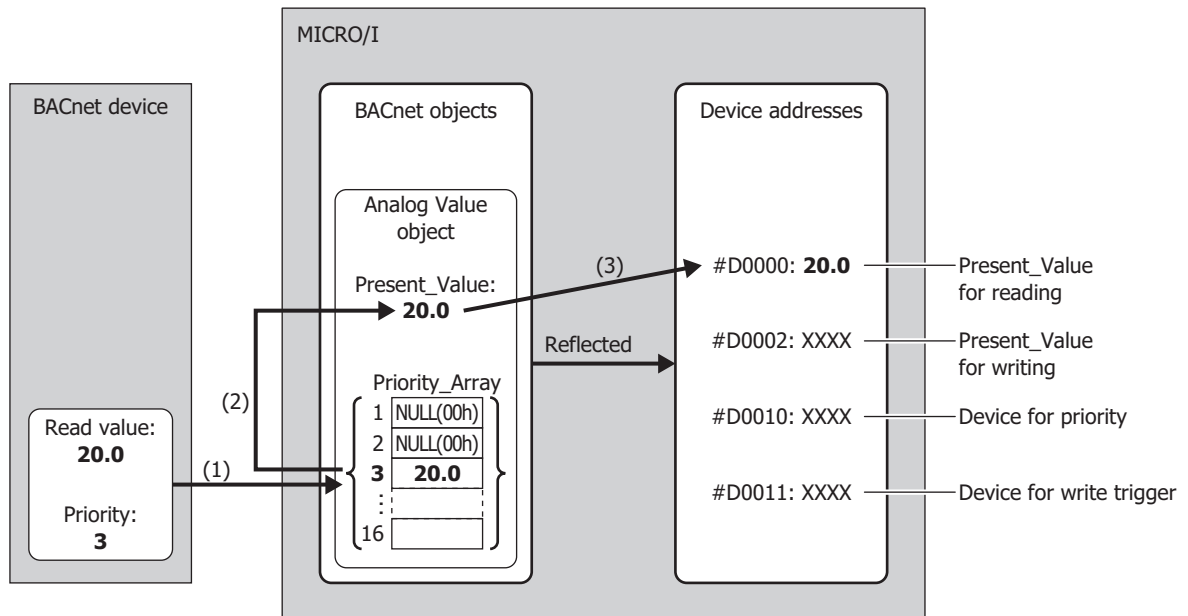 MICRO/I
BACnet device
Read value:
20.0
Priority:
3
(1)
(2)
BACnet objects
Analog Value
object
Present_Value:
20.0
Priority_Array
1 NULL(00h)
2 NULL(00h)
3 20.0
:
16
(3)
Reflected
Device addresses
#D0000: 20.0
Present_Value
for reading
#D0002: XXXX
Present_Value
for writing
#D0010: XXXX
Device for priority
#D0011: XXXX
Device for write trigger